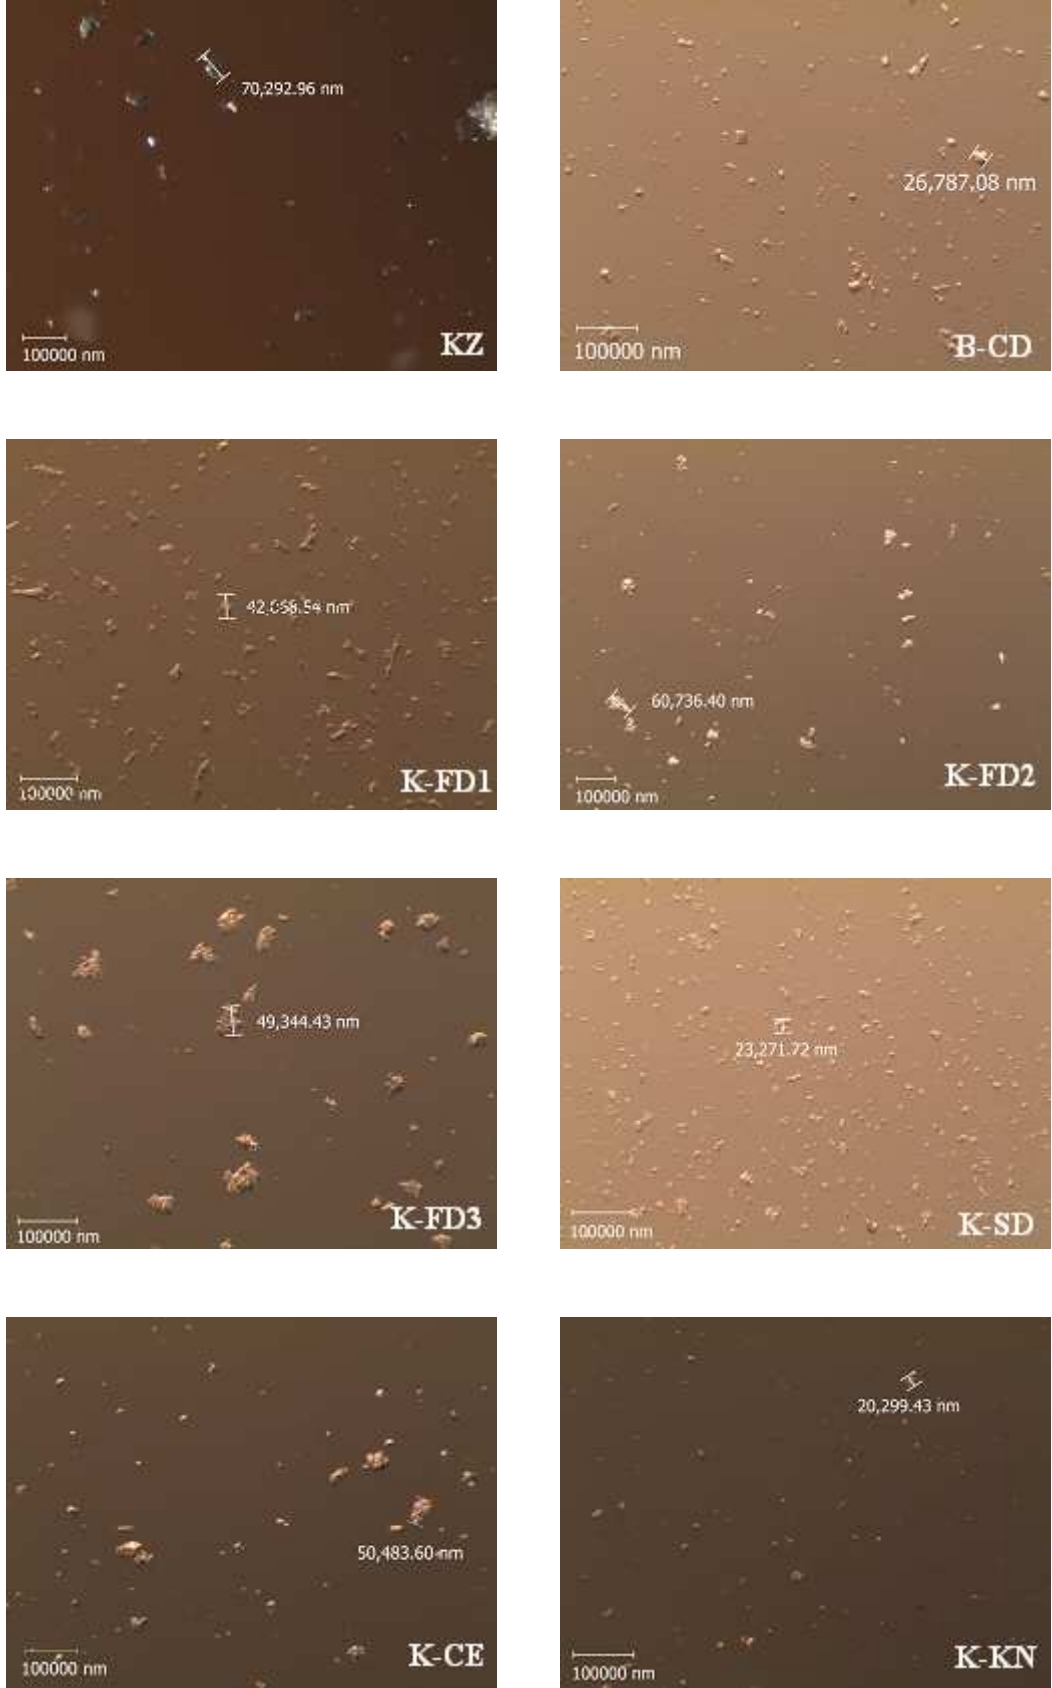 70,292.96 nm
100000 nm
KZ
26,787.08 nm
100000 nm
B-CD
nm
100000 nm
K-FD1
60,736.40 nm
100000 nm
K-FD2
49,344.43 nm
100000 nm
K-FD3
23,271.72 nm
100000 nm
K-SD
50,483.60 nm
100000 nm
K-CE
20,299.43 nm
100000 nm
K-KN